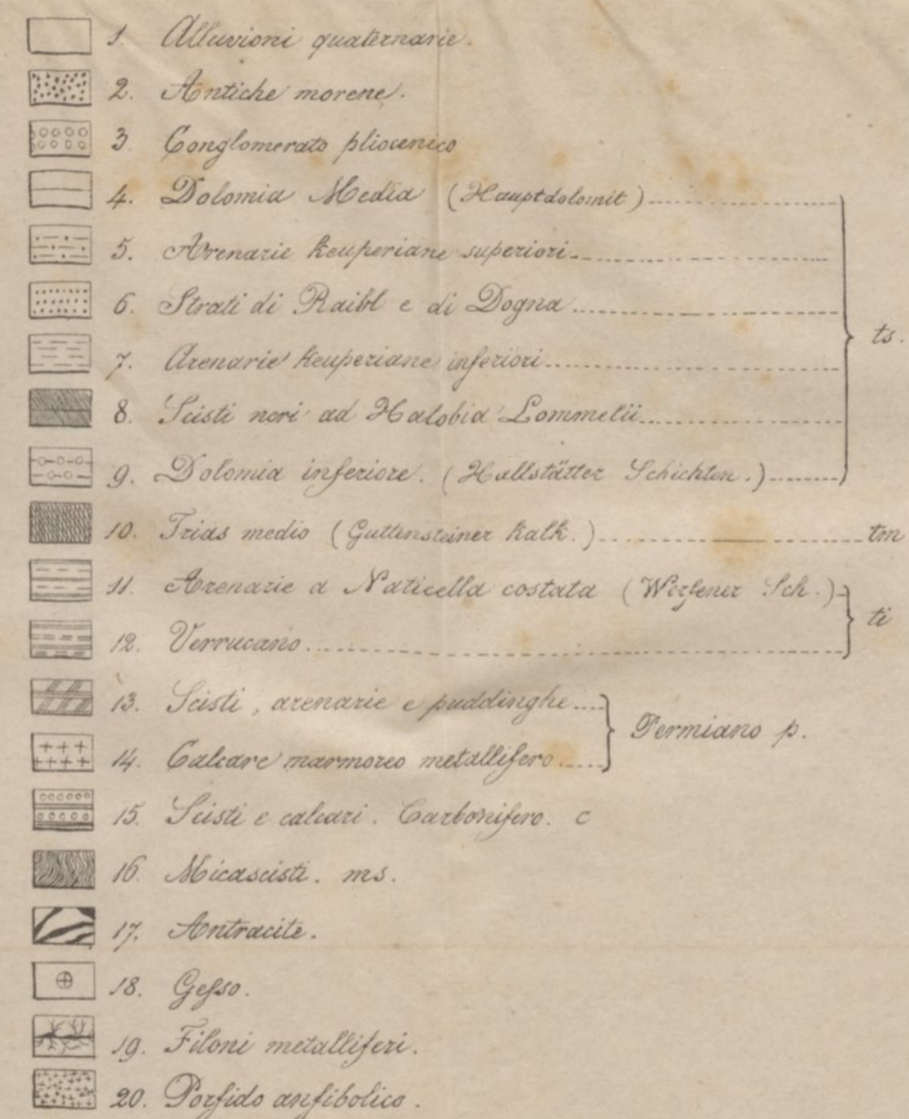 1. Alluvioni quaternarie.
2. Antiche morene.
3. Conglomerato pliocenico
4. Dolomia Media (Hauptdolomit)
5. Arenarie keuperiane superiori
6. Strati di Raibl e di Dogna
ts.
7. Arenarie keuperiane inferiori
8. Scisti neri ad Halobia Lommelii
9. Dolomia inferiore. (Hallstätter Schichten.)
10. Trias medio (Guttensteiner Kalk.) tm
11. Arenarie a Naticella costata (Werfener Sch.)
ti
12. Verrucano
13. Scisti, arenarie e puddinghe
Permiano p.
14. Calcare marmoreo metallifero
15. Scisti e calcari. Carbonifero. c
16. Micascisti. ms.
17. Antracite.
18. Gesso.
19. Filoni metalliferi.
20. Porfido anfibolico.